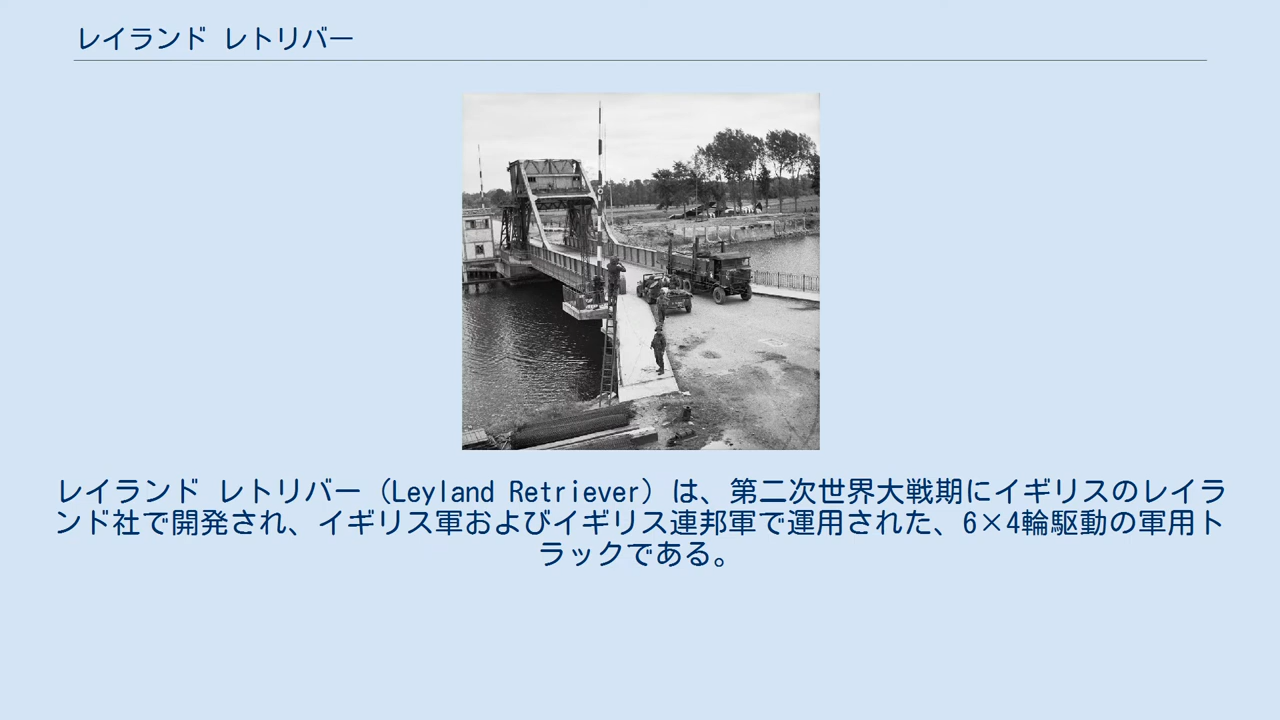 レイランド レトリバー
レイランド レトリバー（Leyland Retriever）は、第二次世界大戦期にイギリスのレイラ
ンド社で開発され、イギリス軍およびイギリス連邦軍で運用された、6×4輪駆動の軍用ト
ラックである。